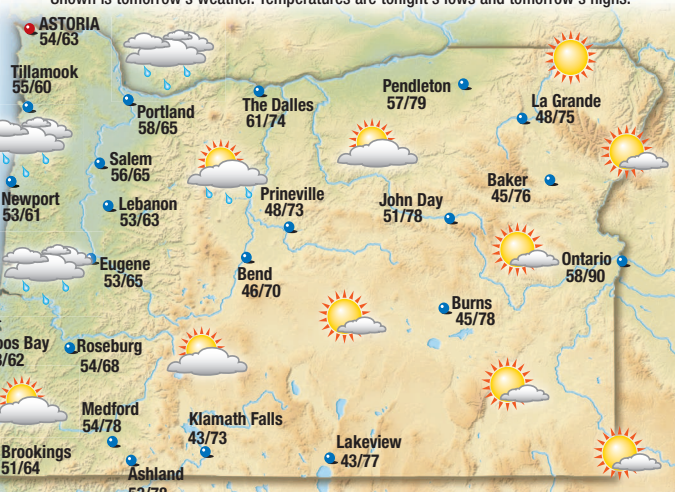 Shown is tomorrow's weather. Temperatures are tonight's lows and tomorrow's highs.
ASTORIA
54/63
Tillamook
55/60
Portland
58/65
The Dalles
61/74
Pendleton
57/79
La Grande
48/75
Salem
56/65
Newport
53/61
Lebanon
53/63
Prineville
48/73
John Day
51/78
Baker
45/76
Eugene
53/65
Bend
46/70
Ontario
58/90
Burns
45/78
oos Bay
/62
Roseburg
54/68
Medford
54/78
Klamath Falls
43/73
Brookings
51/64
Ashland
Lakeview
43/77